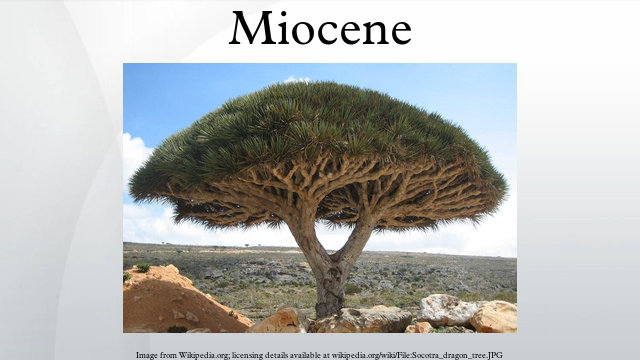 Miocene
Image from Wikipedia.org; licensing details available at wikipedia.org/wiki/File:Socotra_dragon_tree.JPG